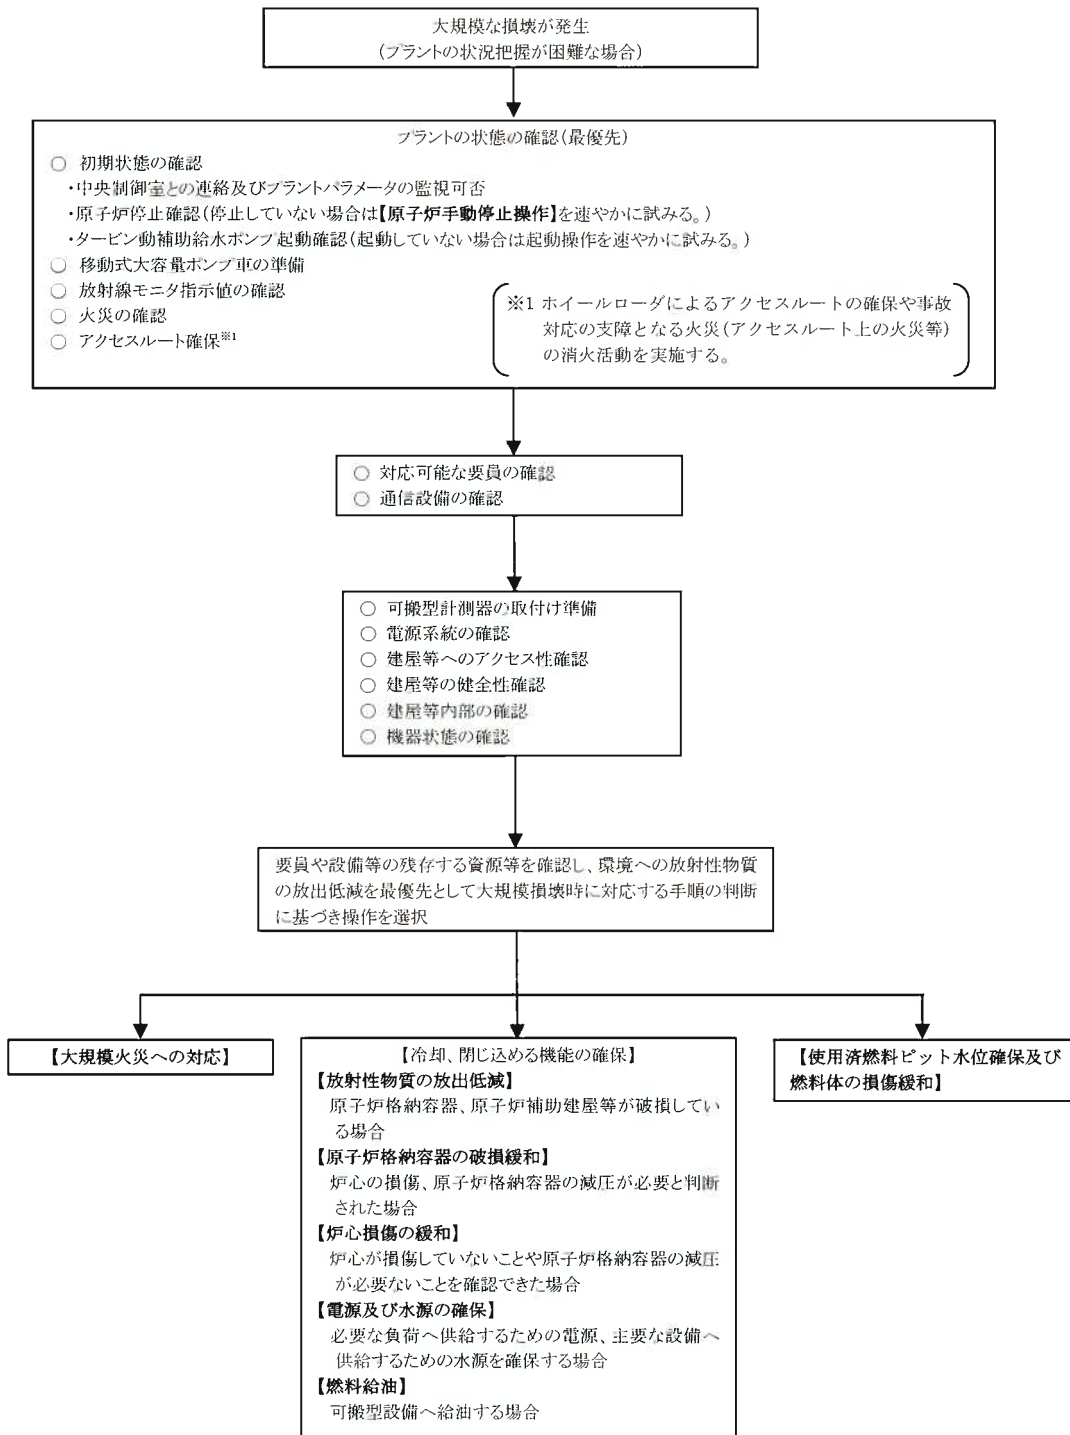 大規模な損壊が発生
(プラントの状況把握が困難な場合)
プラントの状態の確認(最優先)
○ 初期状態の確認
・中央制御室との連絡及びプラントパラメータの監視可否
・原子炉停止確認(停止していない場合は【原子炉手動停止操作】を速やかに試みる。)
・タービン動補助給水ポンプ起動確認(起動していない場合は起動操作を速やかに試みる。)
○ 移動式大容量ポンプ車の準備
○ 放射線モニタ指示値の確認
○ 火災の確認
○ アクセスルート確保※1
※1 ホイールローダによるアクセスルートの確保や事故
対応の支障となる火災(アクセスルート上の火災等)
の消火活動を実施する。
○ 対応可能な要員の確認
○ 通信設備の確認
○ 可搬型計測器の取付け準備
○ 電源系統の確認
○ 建屋等へのアクセス性確認
○ 建屋等の健全性確認
○ 建屋等内部の確認
○ 機器状態の確認
要員や設備等の残存する資源等を確認し、環境への放射性物質
の放出低減を最優先として大規模損壊時に対応する手順の判断
に基づき操作を選択
【大規模火災への対応】
【冷却、閉じ込める機能の確保】
【放射性物質の放出低減】
原子炉格納容器、原子炉補助建屋等が破損してい
る場合
【原子炉格納容器の破損緩和】
炉心の損傷、原子炉格納容器の減圧が必要と判断
された場合
【炉心損傷の緩和】
炉心が損傷していないことや原子炉格納容器の減圧
が必要ないことを確認できた場合
【電源及び水源の確保】
必要な負荷へ供給するための電源、主要な設備へ
供給するための水源を確保する場合
【燃料給油】
可搬型設備へ給油する場合
【使用済燃料ピット水位確保及び
燃料体の損傷緩和】